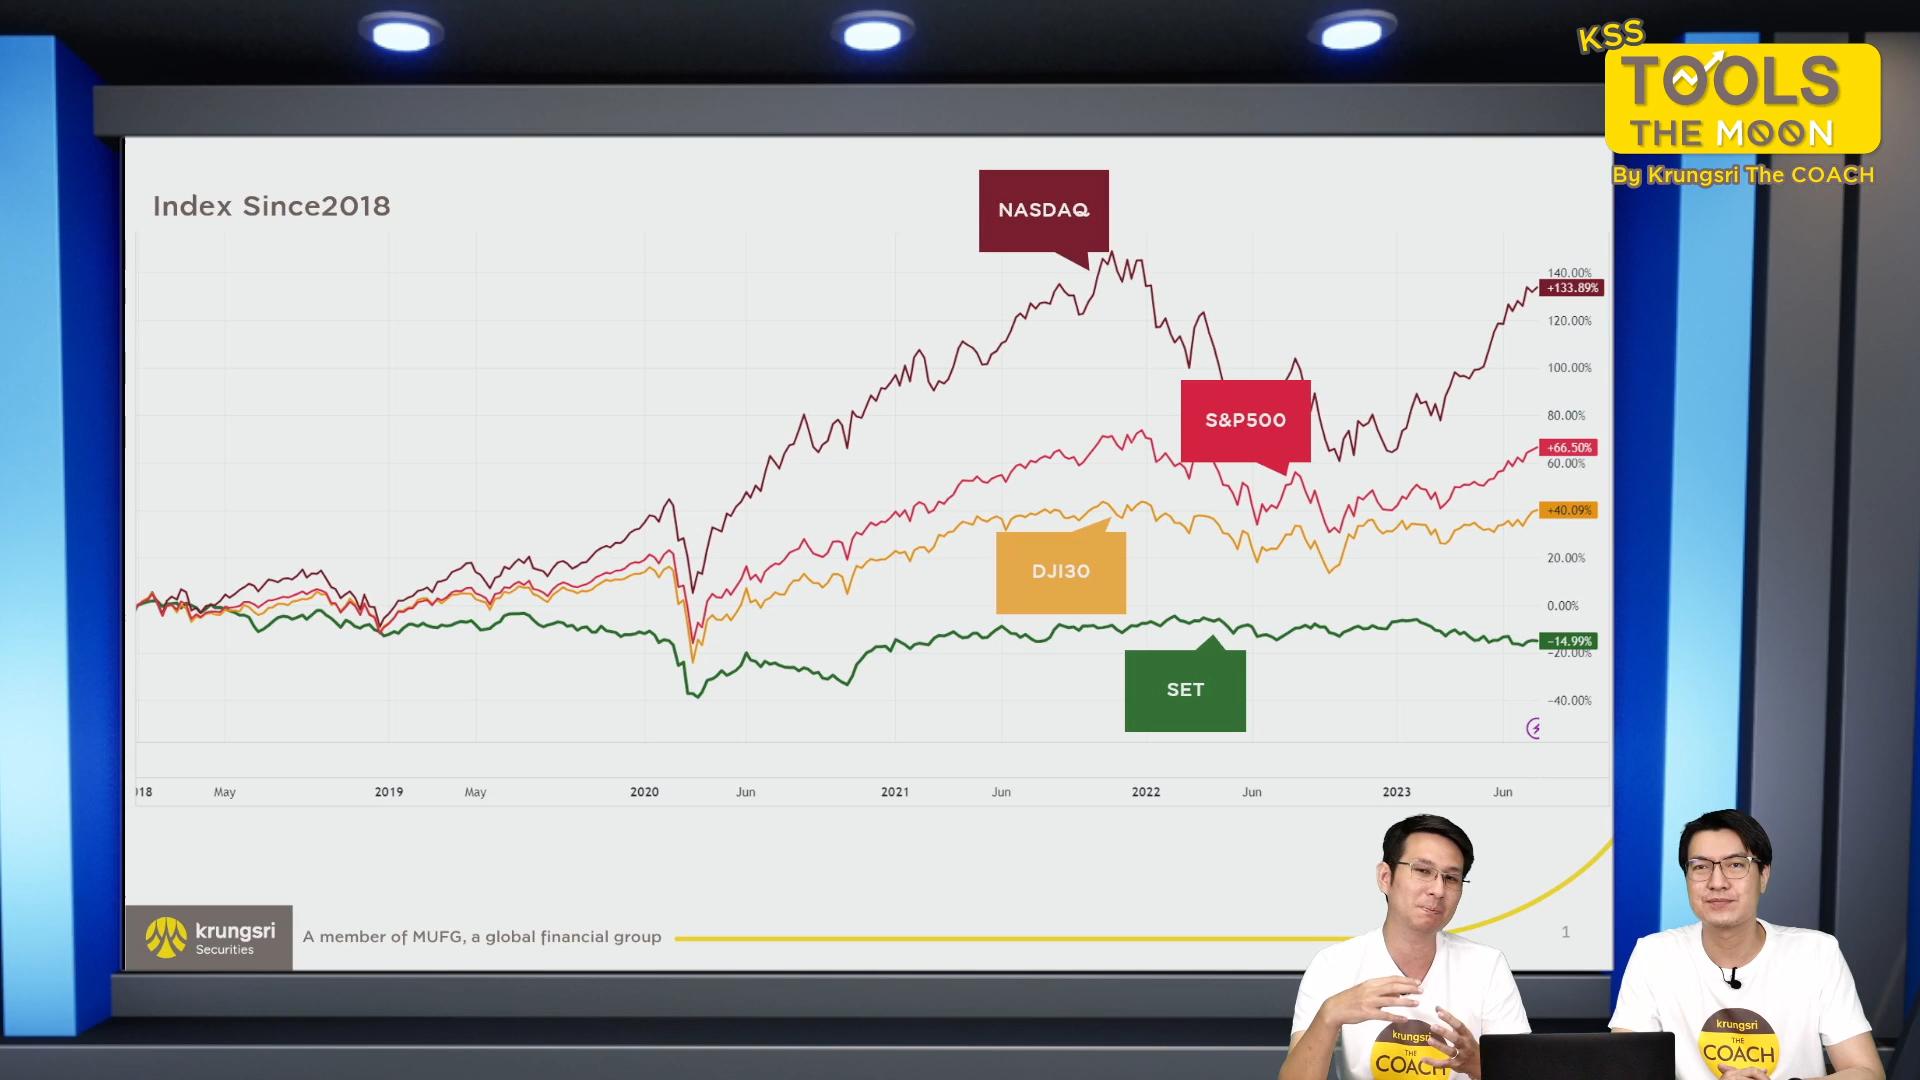 KSS
TOOLS
THE MOON
By Krungsri The COACH
Index Since2018
NASDAQ
S&P500
DJI30
SET
140.00%
+133.89%
120.00%
100.00%
80.00%
+66.50%
60.00%
+40.09%
20.00%
0.00%
−14.99%
−20.00%
−40.00%
May
2019
May
2020
Jun
2021
Jun
2022
Jun
2023
Jun
krungsri
Securities
A member of MUFG, a global financial group
1
krungsri
THE
COACH
krungsri
THE
COACH